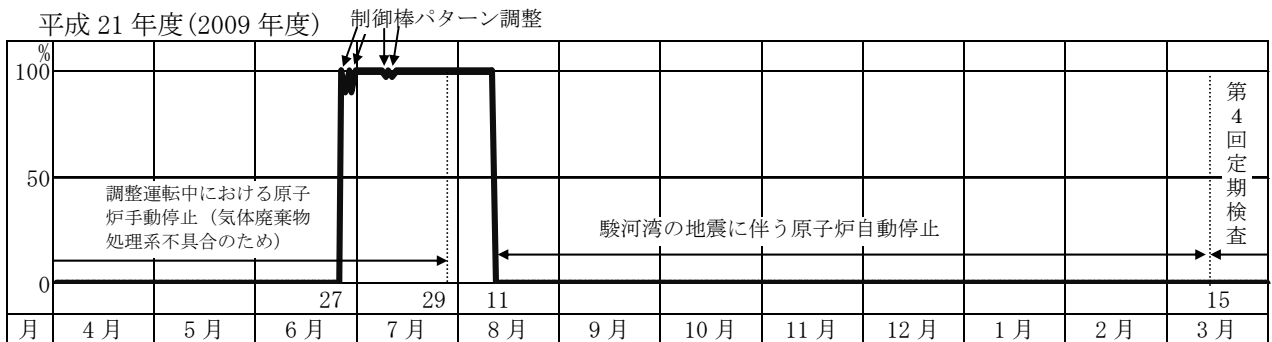 平成 21 年度(2009 年度)
制御棒パターン調整
%
100
50
0
調整運転中における原子
炉手動停止（気体廃棄物
処理系不具合のため）
駿河湾の地震に伴う原子炉自動停止
第4回定期検査
27
29
11
15
月
4 月
5 月
6 月
7 月
8 月
9 月
10 月
11 月
12 月
1 月
2 月
3 月